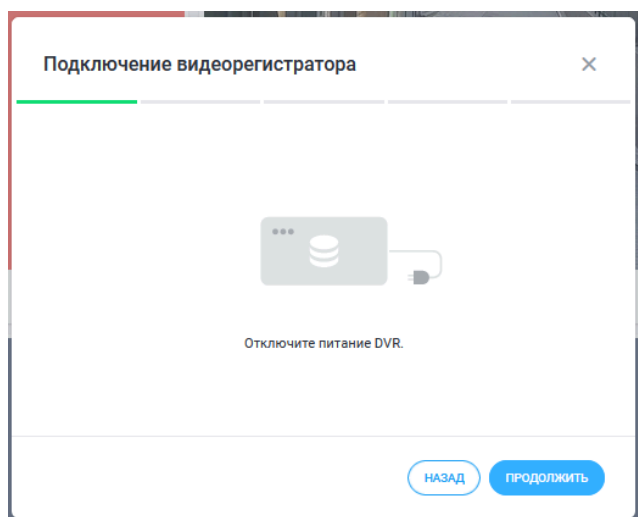 Подключение видеорегистратора
Отключите питание DVR.
НАЗАД
ПРОДОЛЖИТЬ